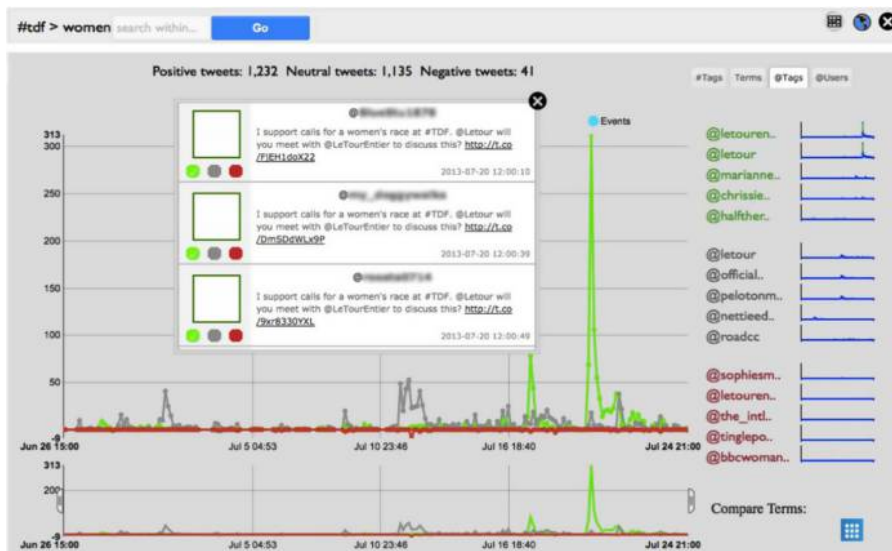 #tdf > women search within... Go
Positive tweets: 1,232 Neutral tweets: 1,135 Negative tweets: 41
#Tags Terms @Tags @Users
I support calls for a women's race at #TDF. @Letour will
you meet with @LeTourEntier to discuss this? http://t.co
/FJEH1doX22
2013-07-20 12:00:10
I support calls for a women's race at #TDF. @Letour will
you meet with @LeTourEntier to discuss this? http://t.co
/DmSDdWLx9P
2013-07-20 12:00:39
I support calls for a women's race at #TDF. @Letour will
you meet with @LeTourEntier to discuss this? http://t.co
/9xr8330YXL
2013-07-20 12:00:49
Events
313
300
250
200
150
100
50
-9
Jun 26 15:00 Jul 5 04:53 Jul 10 23:46 Jul 16 18:40 Jul 24 21:00
313
200
-9
Jun 26 15:00 Jul 5 04:53 Jul 10 23:46 Jul 16 18:40 Jul 24 21:00
@letouren..
@letour
@marianne..
@chrissie..
@halfther..
@letour
@official..
@pelotonm..
@nettieed..
@roadcc
@sophiesm..
@letouren..
@the_intl..
@tinglepo..
@bbcwoman..
Compare Terms: